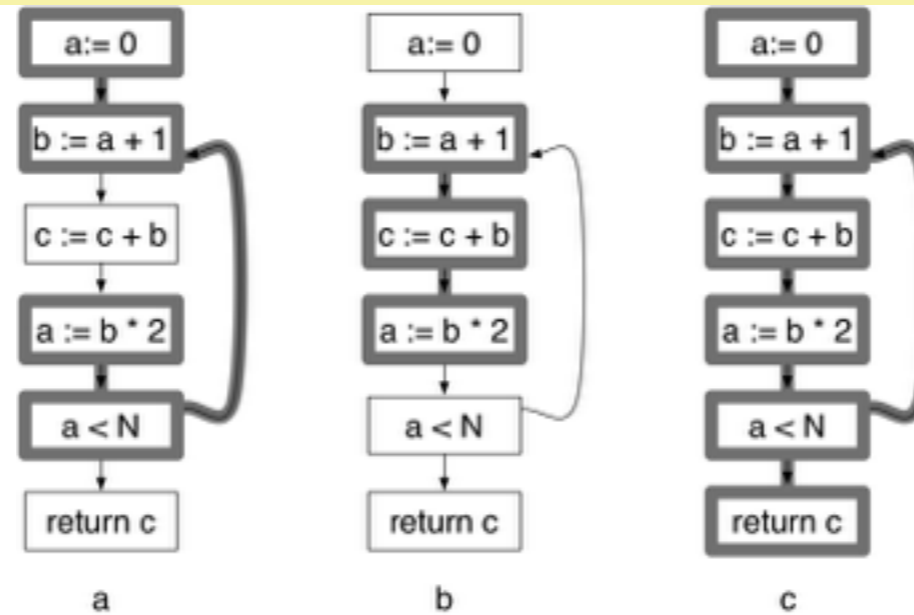 a:= 0
b := a + 1
c := c + b
a := b * 2
a < N
return c
a
a:= 0
b := a + 1
c := c + b
a := b * 2
a < N
return c
b
a:= 0
b := a + 1
c := c + b
a := b * 2
a < N
return c
c